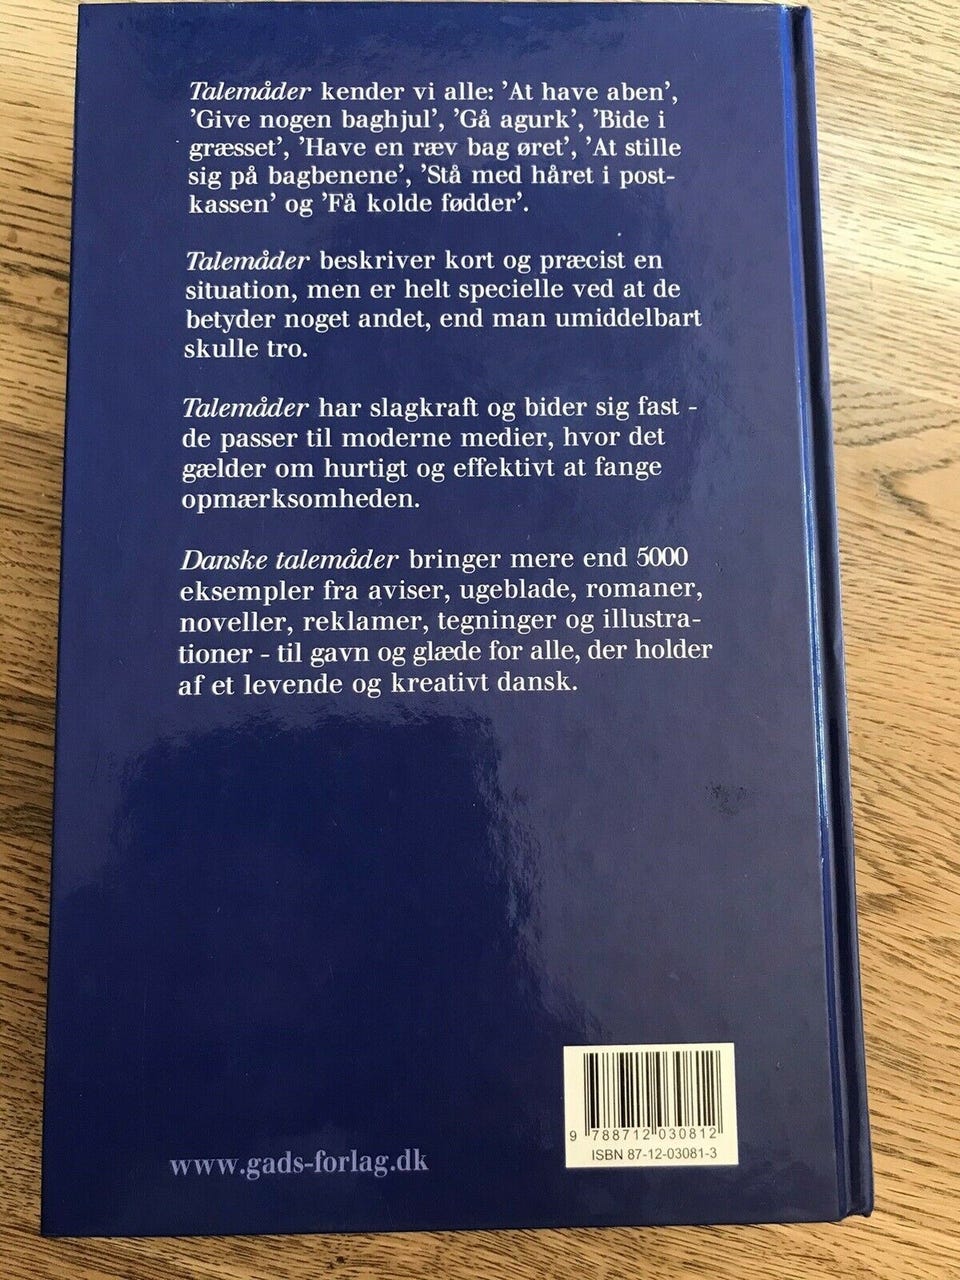 Talemåder kender vi alle: ’At have aben’,
’Give nogen baghjul’, ’Gå agurk’, ’Bide i
græsset’, ’Have en ræv bag øret’, ’At stille
sig på bagbenene’, ’Stå med håret i post-
kassen’ og ’Få kolde fødder’.
Talemåder beskriver kort og præcist en
situation, men er helt specielle ved at de
betyder noget andet, end man umiddelbart
skulle tro.
Talemåder har slagkraft og bider sig fast -
de passer til moderne medier, hvor det
gælder om hurtigt og effektivt at fange
opmærksomheden.
Danske talemåder bringer mere end 5000
eksempler fra aviser, ugeblade, romaner,
noveller, reklamer, tegninger og illustra-
tioner - til gavn og glæde for alle, der holder
af et levende og kreativt dansk.
www.gads-forlag.dk
9 788712 030812
ISBN 87-12-03081-3